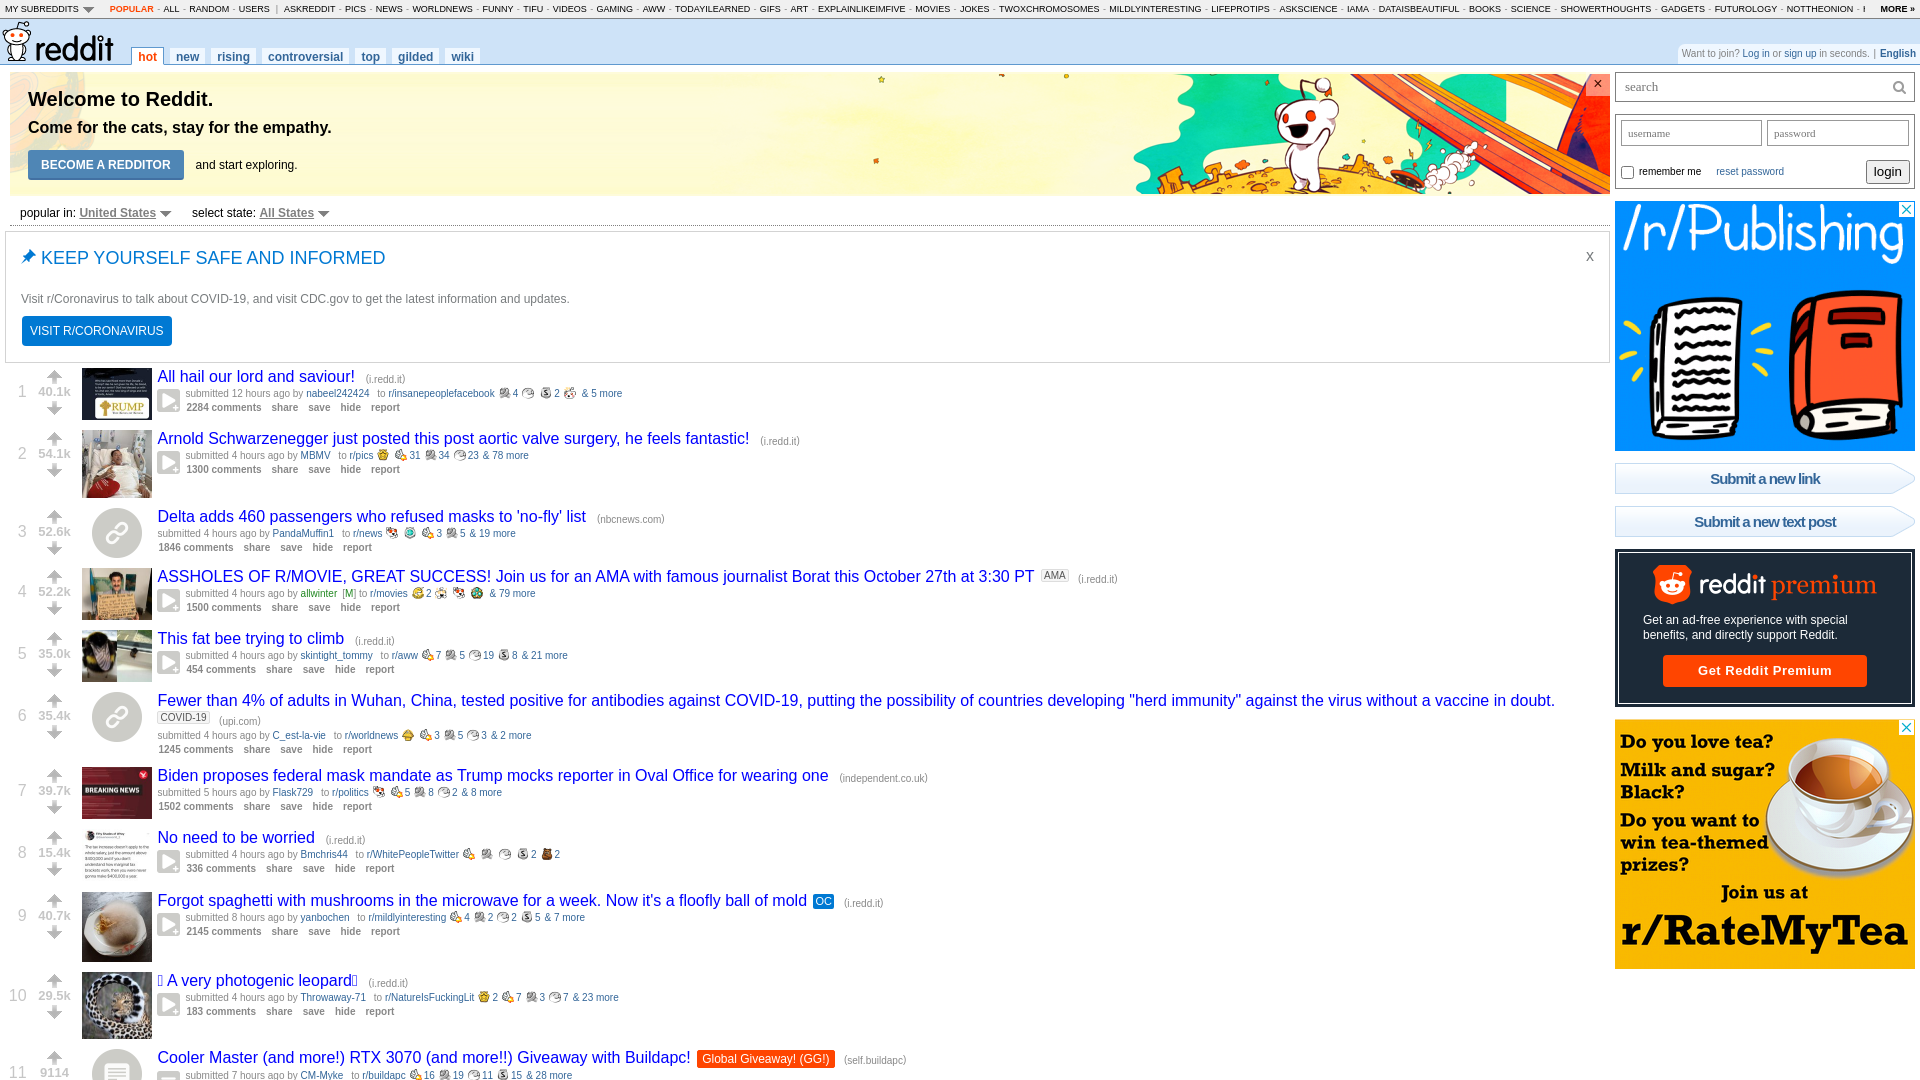 MY SUBREDDITS POPULAR - ALL - RANDOM - USERS | ASKREDDIT - PICS - NEWS - WORLDNEWS - FUNNY - TIFU - VIDEOS - GAMING - AWW - TODAYILEARNED - GIFS - ART - EXPLAINLIKEIMFIVE - MOVIES - JOKES - TWOXCHROMOSOMES - MILDLYINTERESTING - LIFEPROTIPS - ASKSCIENCE - IAMA - DATAISBEAUTIFUL - BOOKS - SCIENCE - SHOWERTHOUGHTS - GADGETS - FUTUROLOGY - NOTTHEONION - MORE »
reddit hot new rising controversial top gilded wiki
Want to join? Log in or sign up in seconds. | English
Welcome to Reddit.
Come for the cats, stay for the empathy.
BECOME A REDDITOR and start exploring.
×
search
username password
remember me reset password login
popular in: United States select state: All States
KEEP YOURSELF SAFE AND INFORMED
x
Visit r/Coronavirus to talk about COVID-19, and visit CDC.gov to get the latest information and updates.
VISIT R/CORONAVIRUS
1
40.1k
All hail our lord and saviour! (i.redd.it)
submitted 12 hours ago by nabeel242424 to r/insanepeoplefacebook 4 2 & 5 more
2284 comments share save hide report
2
54.1k
Arnold Schwarzenegger just posted this post aortic valve surgery, he feels fantastic! (i.redd.it)
submitted 4 hours ago by MBMV to r/pics 31 34 23 & 78 more
1300 comments share save hide report
3
52.6k
Delta adds 460 passengers who refused masks to 'no-fly' list (nbcnews.com)
submitted 4 hours ago by PandaMuffin1 to r/news 3 5 & 19 more
1846 comments share save hide report
4
52.2k
ASSHOLES OF R/MOVIE, GREAT SUCCESS! Join us for an AMA with famous journalist Borat this October 27th at 3:30 PT AMA (i.redd.it)
submitted 4 hours ago by allwinter [M] to r/movies 2 & 79 more
1500 comments share save hide report
5
35.0k
This fat bee trying to climb (i.redd.it)
submitted 4 hours ago by skintight_tommy to r/aww 7 5 19 8 & 21 more
454 comments share save hide report
6
35.4k
Fewer than 4% of adults in Wuhan, China, tested positive for antibodies against COVID-19, putting the possibility of countries developing "herd immunity" against the virus without a vaccine in doubt.
COVID-19 (upi.com)
submitted 4 hours ago by C_est-la-vie to r/worldnews 3 5 3 & 2 more
1245 comments share save hide report
7
39.7k
BREAKING NEWS
Biden proposes federal mask mandate as Trump mocks reporter in Oval Office for wearing one (independent.co.uk)
submitted 5 hours ago by Flask729 to r/politics 5 8 2 & 8 more
1502 comments share save hide report
8
15.4k
No need to be worried (i.redd.it)
submitted 4 hours ago by Bmchris44 to r/WhitePeopleTwitter 2 2
336 comments share save hide report
9
40.7k
Forgot spaghetti with mushrooms in the microwave for a week. Now it's a floofly ball of mold OC (i.redd.it)
submitted 8 hours ago by yanbochen to r/mildlyinteresting 4 2 2 5 & 7 more
2145 comments share save hide report
10
29.5k
A very photogenic leopard (i.redd.it)
submitted 4 hours ago by Throwaway-71 to r/NatureIsFuckingLit 2 7 3 7 & 23 more
183 comments share save hide report
11
9114
Cooler Master (and more!) RTX 3070 (and more!!) Giveaway with Buildapc! Global Giveaway! (GG!) (self.buildapc)
submitted 7 hours ago by CM-Myke to r/buildapc 16 19 11 15 & 28 more
/r/Publishing
Submit a new link
Submit a new text post
reddit premium
Get an ad-free experience with special
benefits, and directly support Reddit.
Get Reddit Premium
Do you love tea?
Milk and sugar?
Black?
Do you want to
win tea-themed
prizes?
Join us at
r/RateMyTea